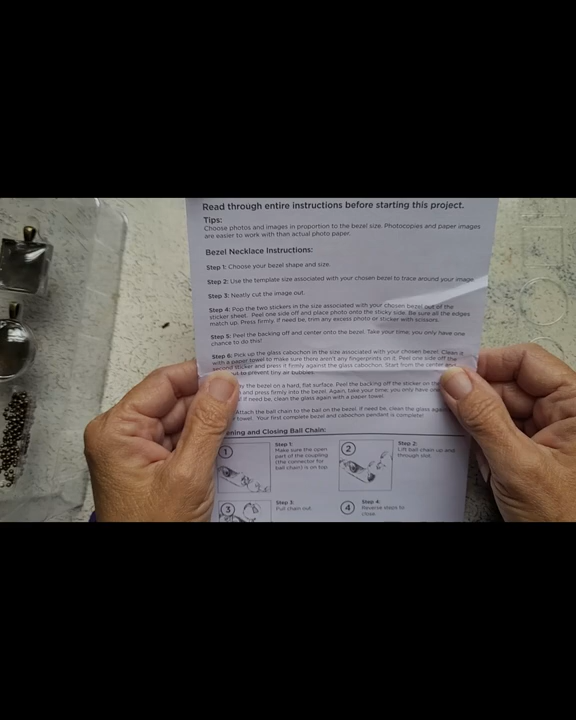 Read through entire instructions before starting this project.
Tips:
Choose photos and images in proportion to the bezel size. Photocopies and paper images
are easier to work with than actual photo paper.
Bezel Necklace Instructions:
Step 1: Choose your bezel shape and size.
Step 2: Use the template size associated with your chosen bezel to trace around your image.
Step 3: Neatly cut the image out.
Step 4: Pop the two stickers in the size associated with your chosen bezel out of the
sticker sheet. Peel one side off and place photo onto the sticky side. Be sure all the edges
match up. Press firmly. If need be, trim any excess photo or sticker with scissors.
Step 5: Peel the backing off and center onto the bezel. Take your time, you only have one
chance to do this!
Step 6: Pick up the glass cabochon in the size associated with your chosen bezel. Clean it
with a paper towel to make sure there aren't any fingerprints on it. Peel one side off the
second sticker and press it firmly against the glass cabochon. Start from the center and
out to prevent tiny air bubbles.
the bezel on a hard, flat surface. Peel the backing off the sticker on the
and press firmly into the bezel. Again, take your time, you only have one
If need be, clean the glass again with a paper towel.
Attach the ball chain to the bail on the bezel. If need be, clean the glass again
towel. Your first complete bezel and cabochon pendant is complete!
and Closing Ball Chain:
1
Step 1:
Make sure the open
part of the coupling
(the connector for
ball chain) is on top.
2
Step 2:
Lift ball chain up and
through slot.
3
Step 3:
Pull chain out.
4
Step 4:
Reverse steps to
close.